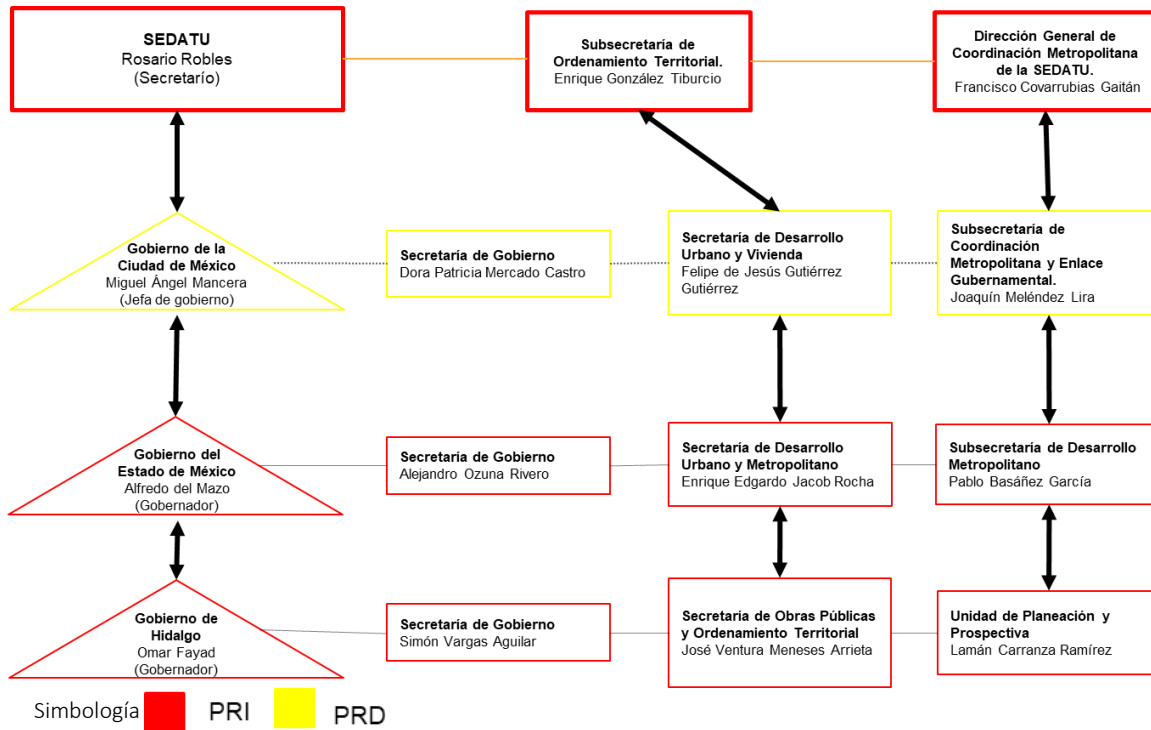 SEDATU
Rosario Robles
(Secretarío)
Subsecretaría de
Ordenamiento Territorial.
Enrique González Tiburcio
Dirección General de
Coordinación Metropolitana
de la SEDATU.
Francisco Covarrubias Gaitán
Gobierno de la
Ciudad de México
Miguel Ángel Mancera
(Jefa de gobierno)
Secretaría de Gobierno
Dora Patricia Mercado Castro
Secretaría de Desarrollo
Urbano y Vivienda
Felipe de Jesús Gutiérrez
Gutiérrez
Subsecretaría de
Coordinación
Metropolitana y Enlace
Gubernamental.
Joaquín Meléndez Lira
Gobierno del
Estado de México
Alfredo del Mazo
(Gobernador)
Secretaría de Gobierno
Alejandro Ozuna Rivero
Secretaría de Desarrollo
Urbano y Metropolitano
Enrique Edgardo Jacob Rocha
Subsecretaría de Desarrollo
Metropolitano
Pablo Basáñez García
Gobierno de
Hidalgo
Omar Fayad
(Gobernador)
Secretaría de Gobierno
Simón Vargas Aguilar
Secretaría de Obras Públicas
y Ordenamiento Territorial
José Ventura Meneses Arrieta
Unidad de Planeación y
Prospectiva
Lamán Carranza Ramírez
Simbología
PRI
PRD